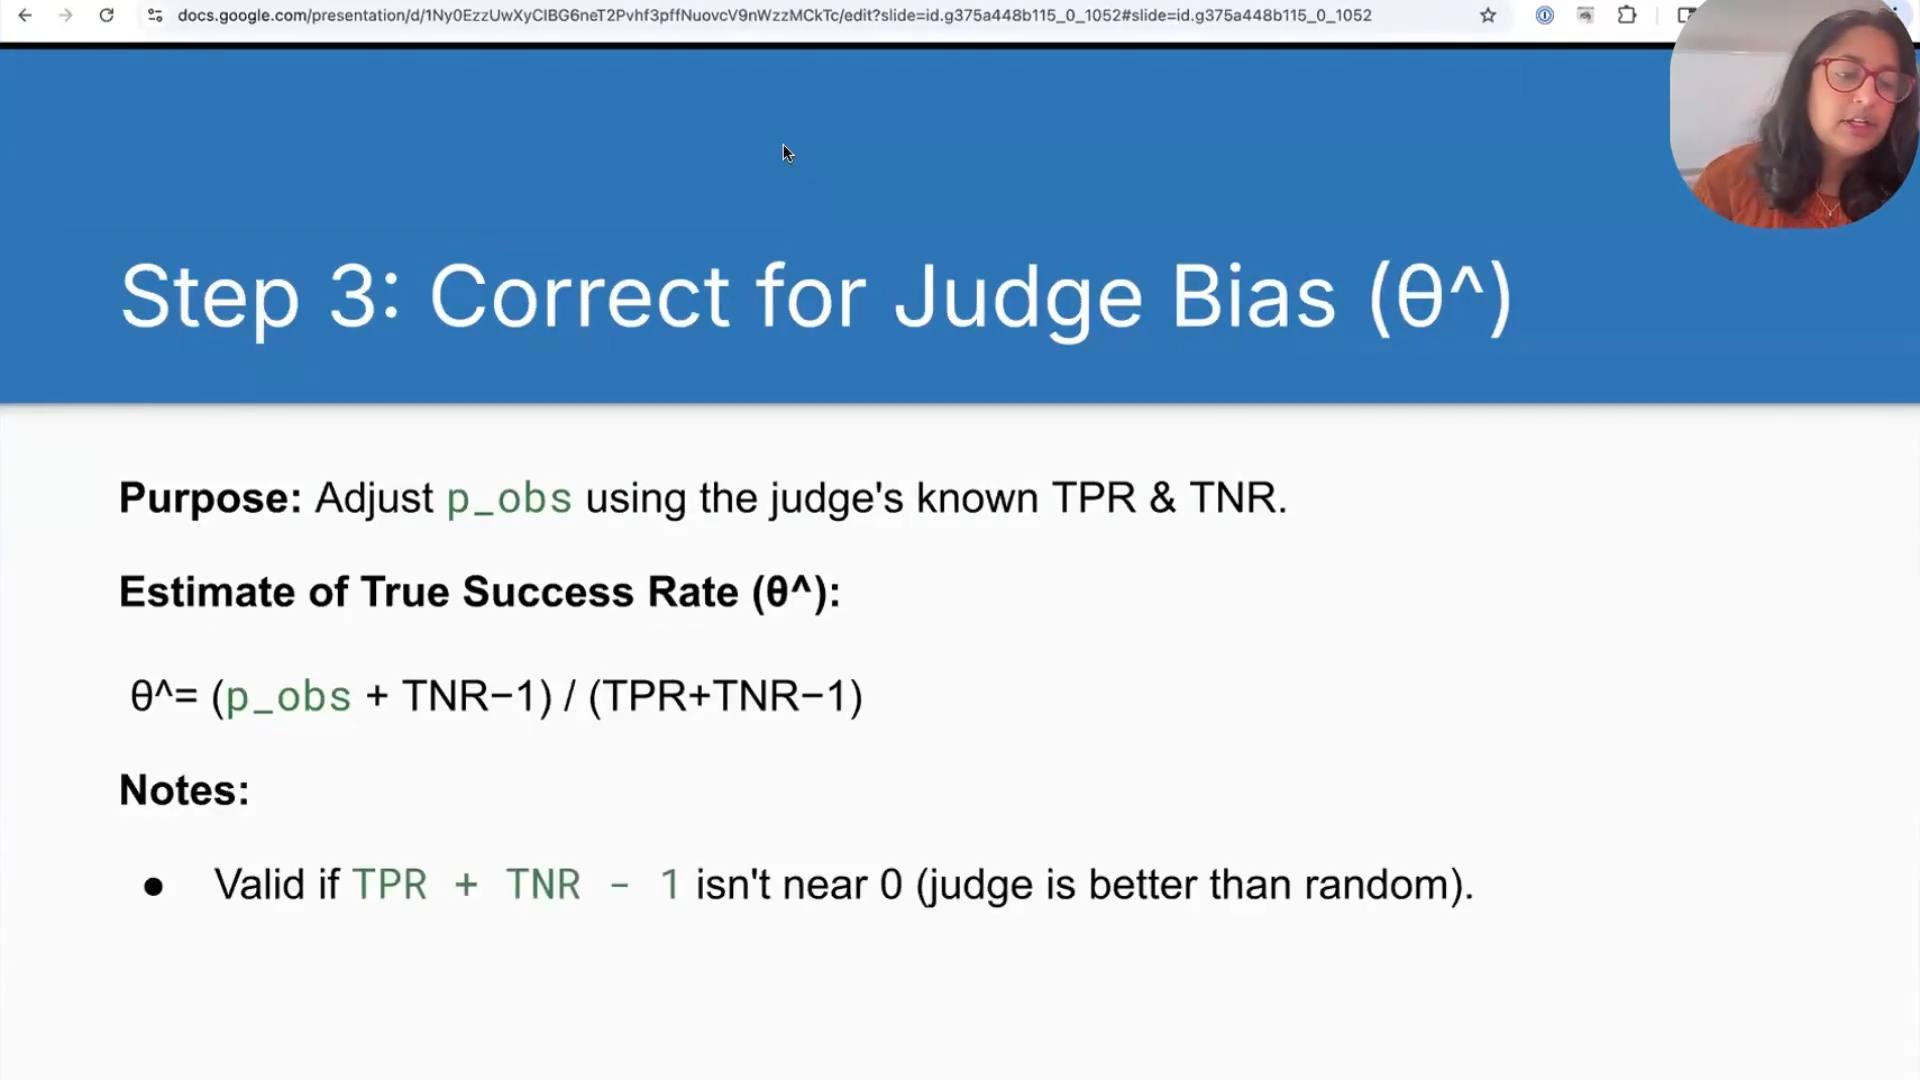 docs.google.com/presentation/d/1Ny0EzzUwXyCIBG6neT2Pvhf3pffNuovcV9nWzzMCkTc/edit?slide=id.g375a448b115_0_1052#slide=id.g375a448b115_0_1052
Step 3: Correct for Judge Bias (θ^)
Purpose: Adjust p_obs using the judge's known TPR & TNR.
Estimate of True Success Rate (θ^):
θ^= (p_obs + TNR−1) / (TPR+TNR−1)
Notes:
● Valid if TPR + TNR - 1 isn't near 0 (judge is better than random).